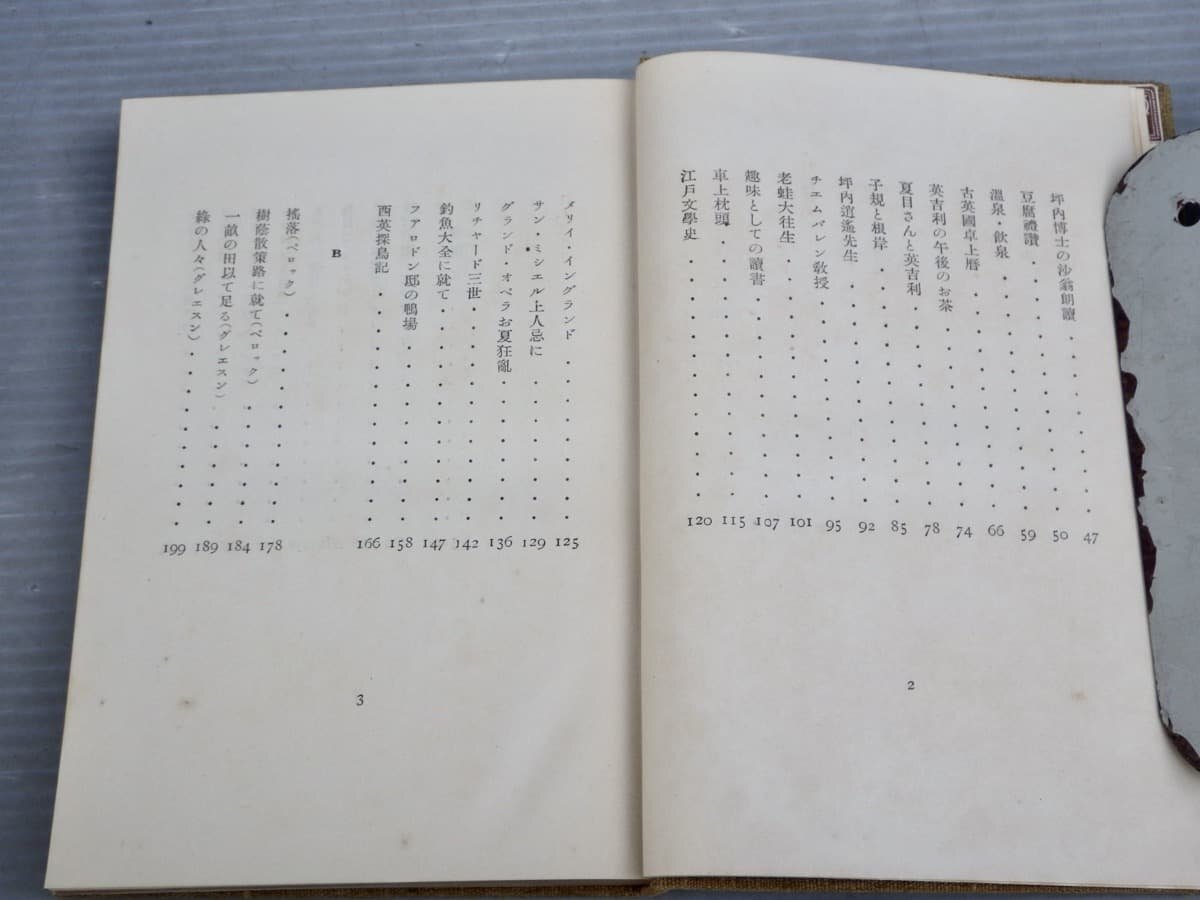 坪内博士の沙翁朗讀・・・・・・・・・47
豆腐禮讃・・・・・・・・・・・・50
溫泉・飮泉・・・・・・・・・・・59
古英國卓上暦・・・・・・・・・・66
英吉利の午後のお茶・・・・・・・・74
夏目さんと英吉利・・・・・・・・・78
子規と根岸・・・・・・・・・・・85
坪内逍遙先生・・・・・・・・・・92
チエムバレン敎授・・・・・・・・・95
老蛙大往生・・・・・・・・・・・101
趣味としての讀書・・・・・・・・・107
車上枕頭・・・・・・・・・・・・115
江戸文學史・・・・・・・・・・・120
2
メリイ・イングランド・・・・・・・125
サン・ミシエル上人忌に・・・・・・129
グランド・オペラお夏狂亂・・・・・136
リチャード三世・・・・・・・・・142
釣魚大全に就て・・・・・・・・・147
フアロドン邸の鴨場・・・・・・・・158
西英探鳥記・・・・・・・・・・・166
B
搖落(ベロック)・・・・・・・・・178
樹蔭散策路に就て(ベロック)・・・・184
一畝の田以て足る(グレエスン)・・・・189
綠の人々(グレエスン)・・・・・・・199
3